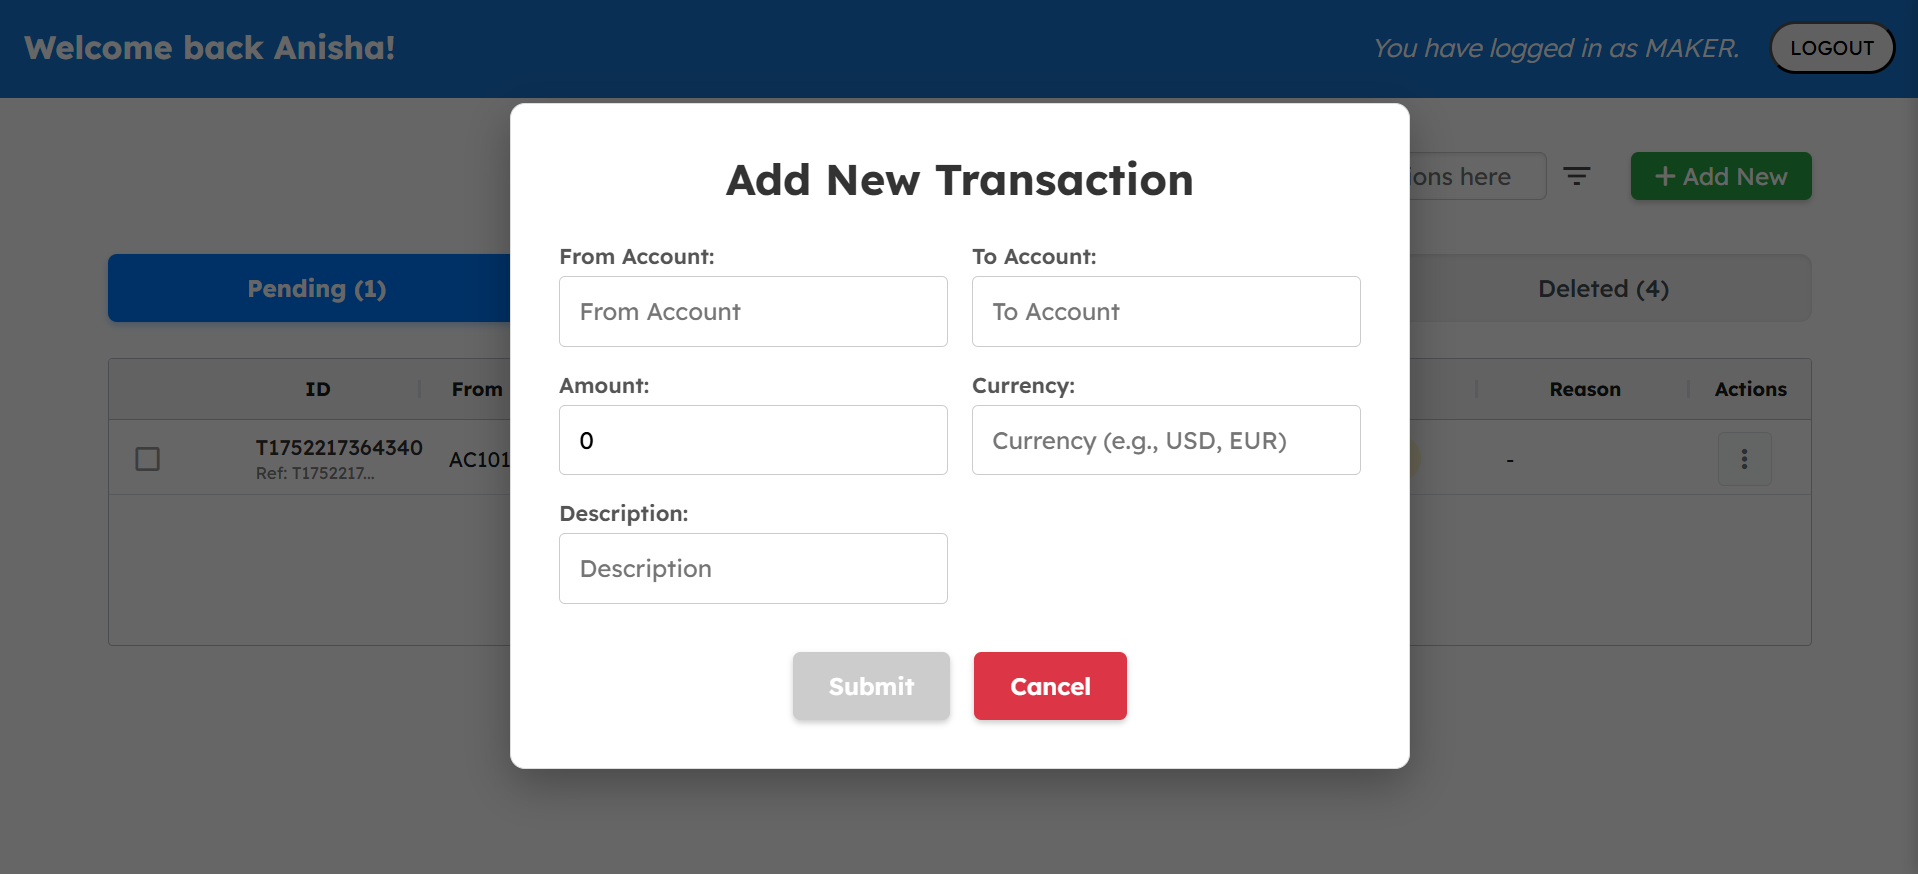 Welcome back Anisha!
You have logged in as MAKER.
LOGOUT
ions here
+ Add New
Pending (1)
Deleted (4)
ID
From
Reason
Actions
T1752217364340
Ref: T1752217...
AC101
-
Add New Transaction
From Account:
To Account:
From Account
To Account
Amount:
Currency:
0
Currency (e.g., USD, EUR)
Description:
Description
Submit
Cancel